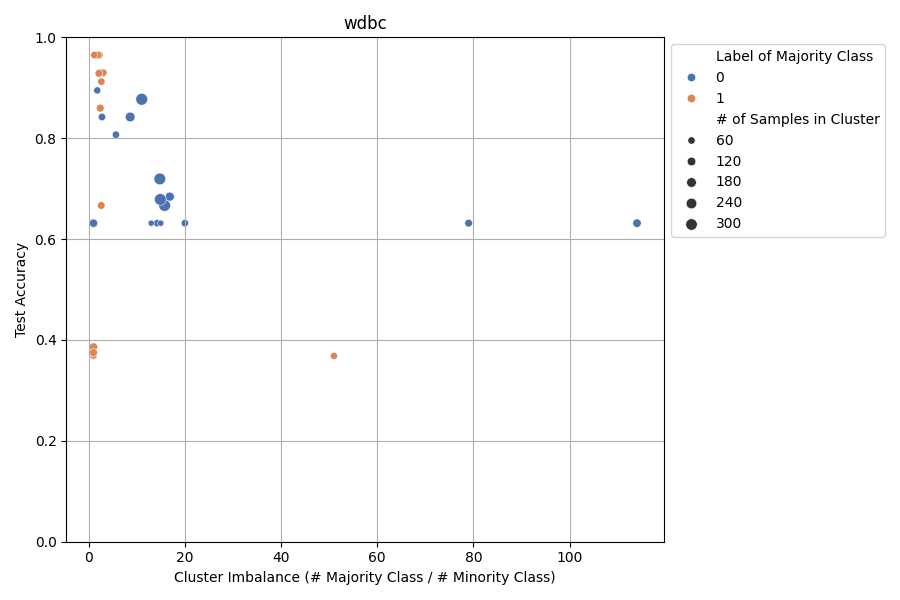 wdbc
1.0
0.8
0.6
0.4
0.2
0.0
Test Accuracy
0 20 40 60 80 100
Cluster Imbalance (# Majority Class / # Minority Class)
Label of Majority Class
0
1
# of Samples in Cluster
60
120
180
240
300